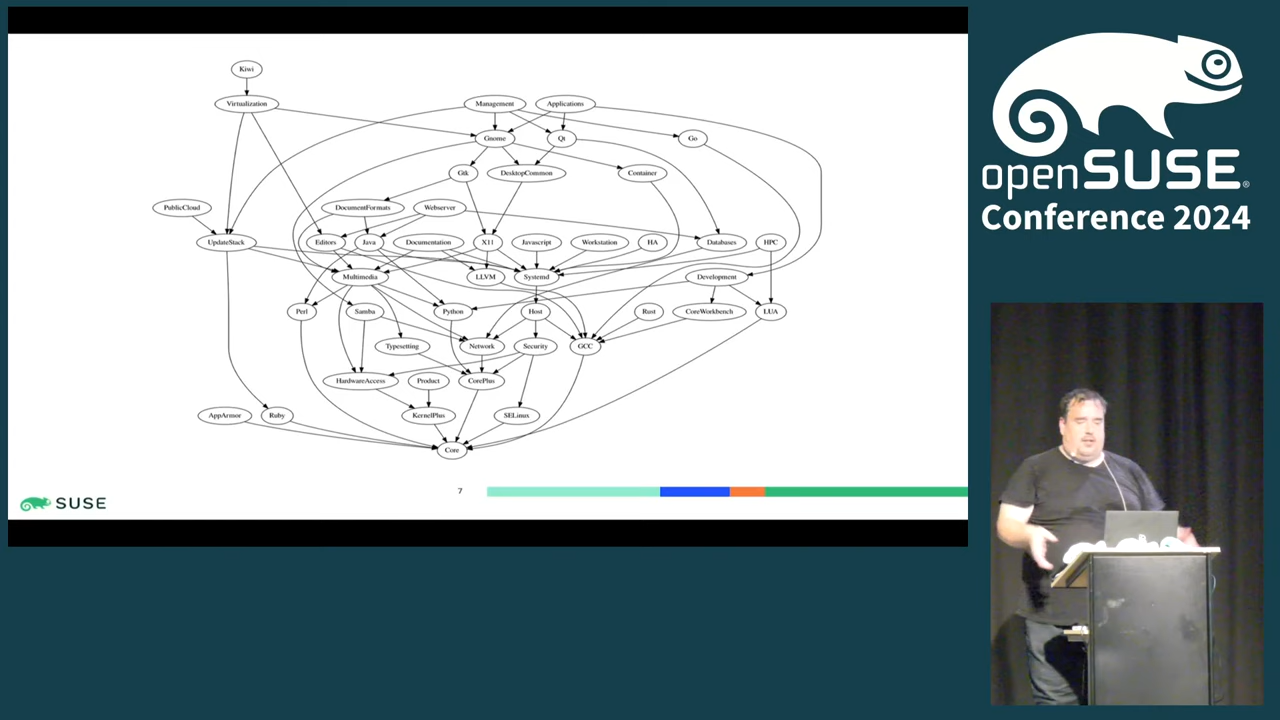 Kiwi
Virtualization
Management
Applications
Gnome
Qt
Go
Gtk
DesktopCommon
Container
PublicCloud
DocumentFormats
Webserver
UpdateStack
Editors
Java
Documentation
X11
Javascript
Workstation
HA
Databases
HPC
Multimedia
LLVM
Systemd
Development
Perl
Samba
Python
Host
Rust
CoreWorkbench
LUA
Typesetting
Network
Security
GCC
HardwareAccess
Product
CorePlus
AppArmor
Ruby
KernelPlus
SELinux
Core
7
SUSE
openSUSE®
Conference 2024